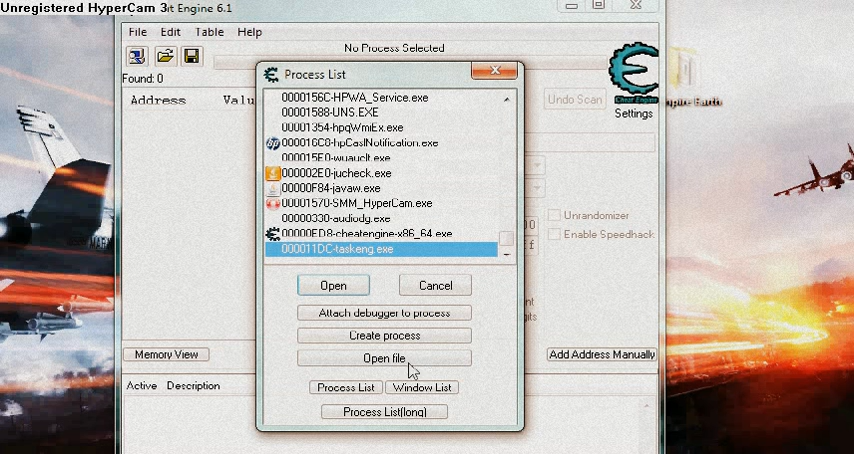 Unregistered HyperCam 3
Engine 6.1
File Edit Table Help
No Process Selected
Found: 0
Process List
Address Valu
Undo Scan
Cheat Engine
Settings
0000156C-HPWA_Service.exe
00001588-UNS.EXE
00001354-hpqWmiEx.exe
000016C8-hpCaslNotification.exe
000015E0-wuauclt.exe
000002E0-jucheck.exe
00000F84-javaw.exe
00001570-SMM_HyperCam.exe
00000330-audiodg.exe
00000ED8-cheatengine-x86_64.exe
000011DC-taskeng.exe
Unrandomizer
Enable Speedhack
Open Cancel
Attach debugger to process
Create process
Open file
Memory View
Add Address Manually
Process List Window List
Process List(long)
Active Description